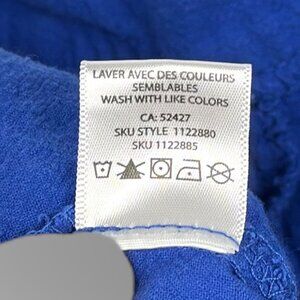 LAVER AVEC DES COULEURS
SEMBLABLES
WASH WITH LIKE COLORS
CA: 52427
SKU STYLE 1122880
SKU 1122885